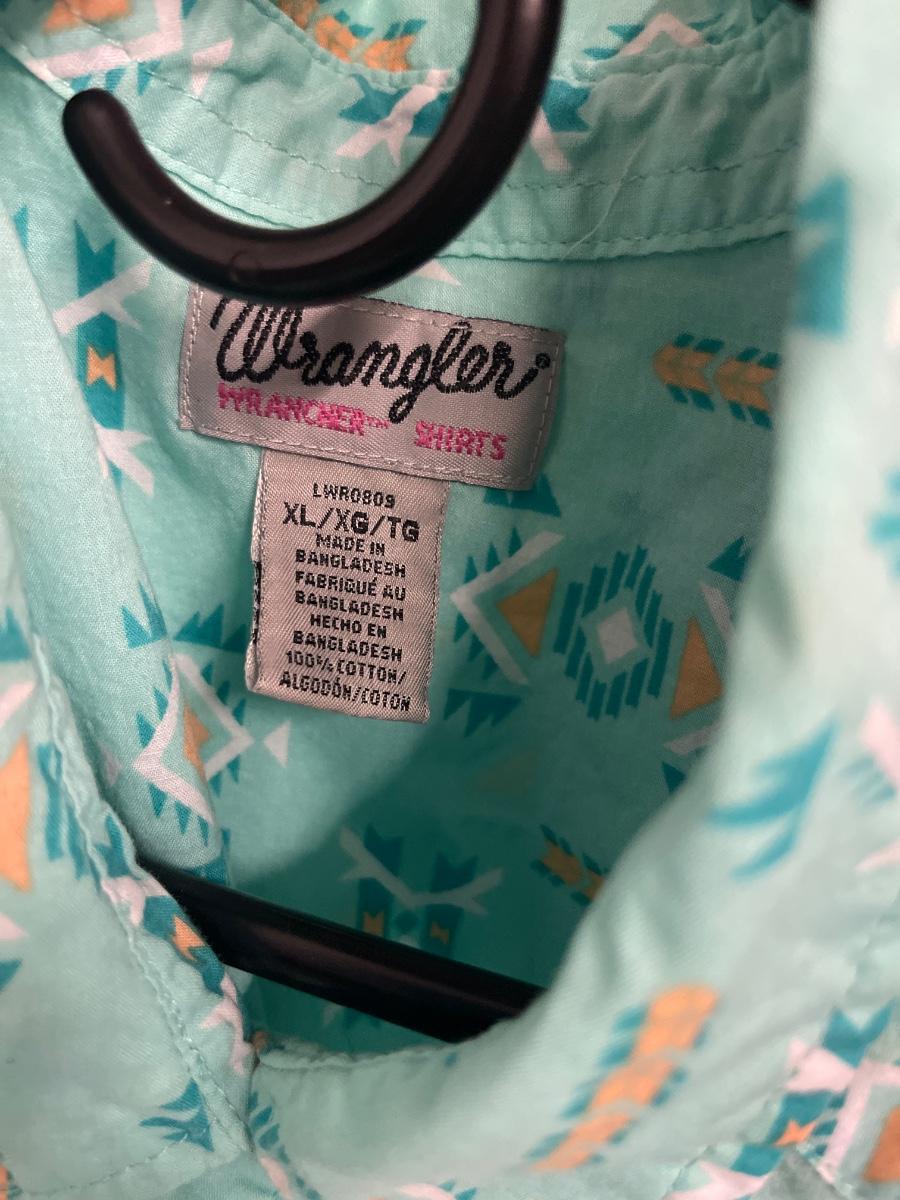 Wrangler®
WRANCHER™ SHIRTS
LWR0809
XL/XG/TG
MADE IN
BANGLADESH
FABRIQUÉ AU
BANGLADESH
HECHO EN
BANGLADESH
100% COTTON/
ALGODÓN/COTON